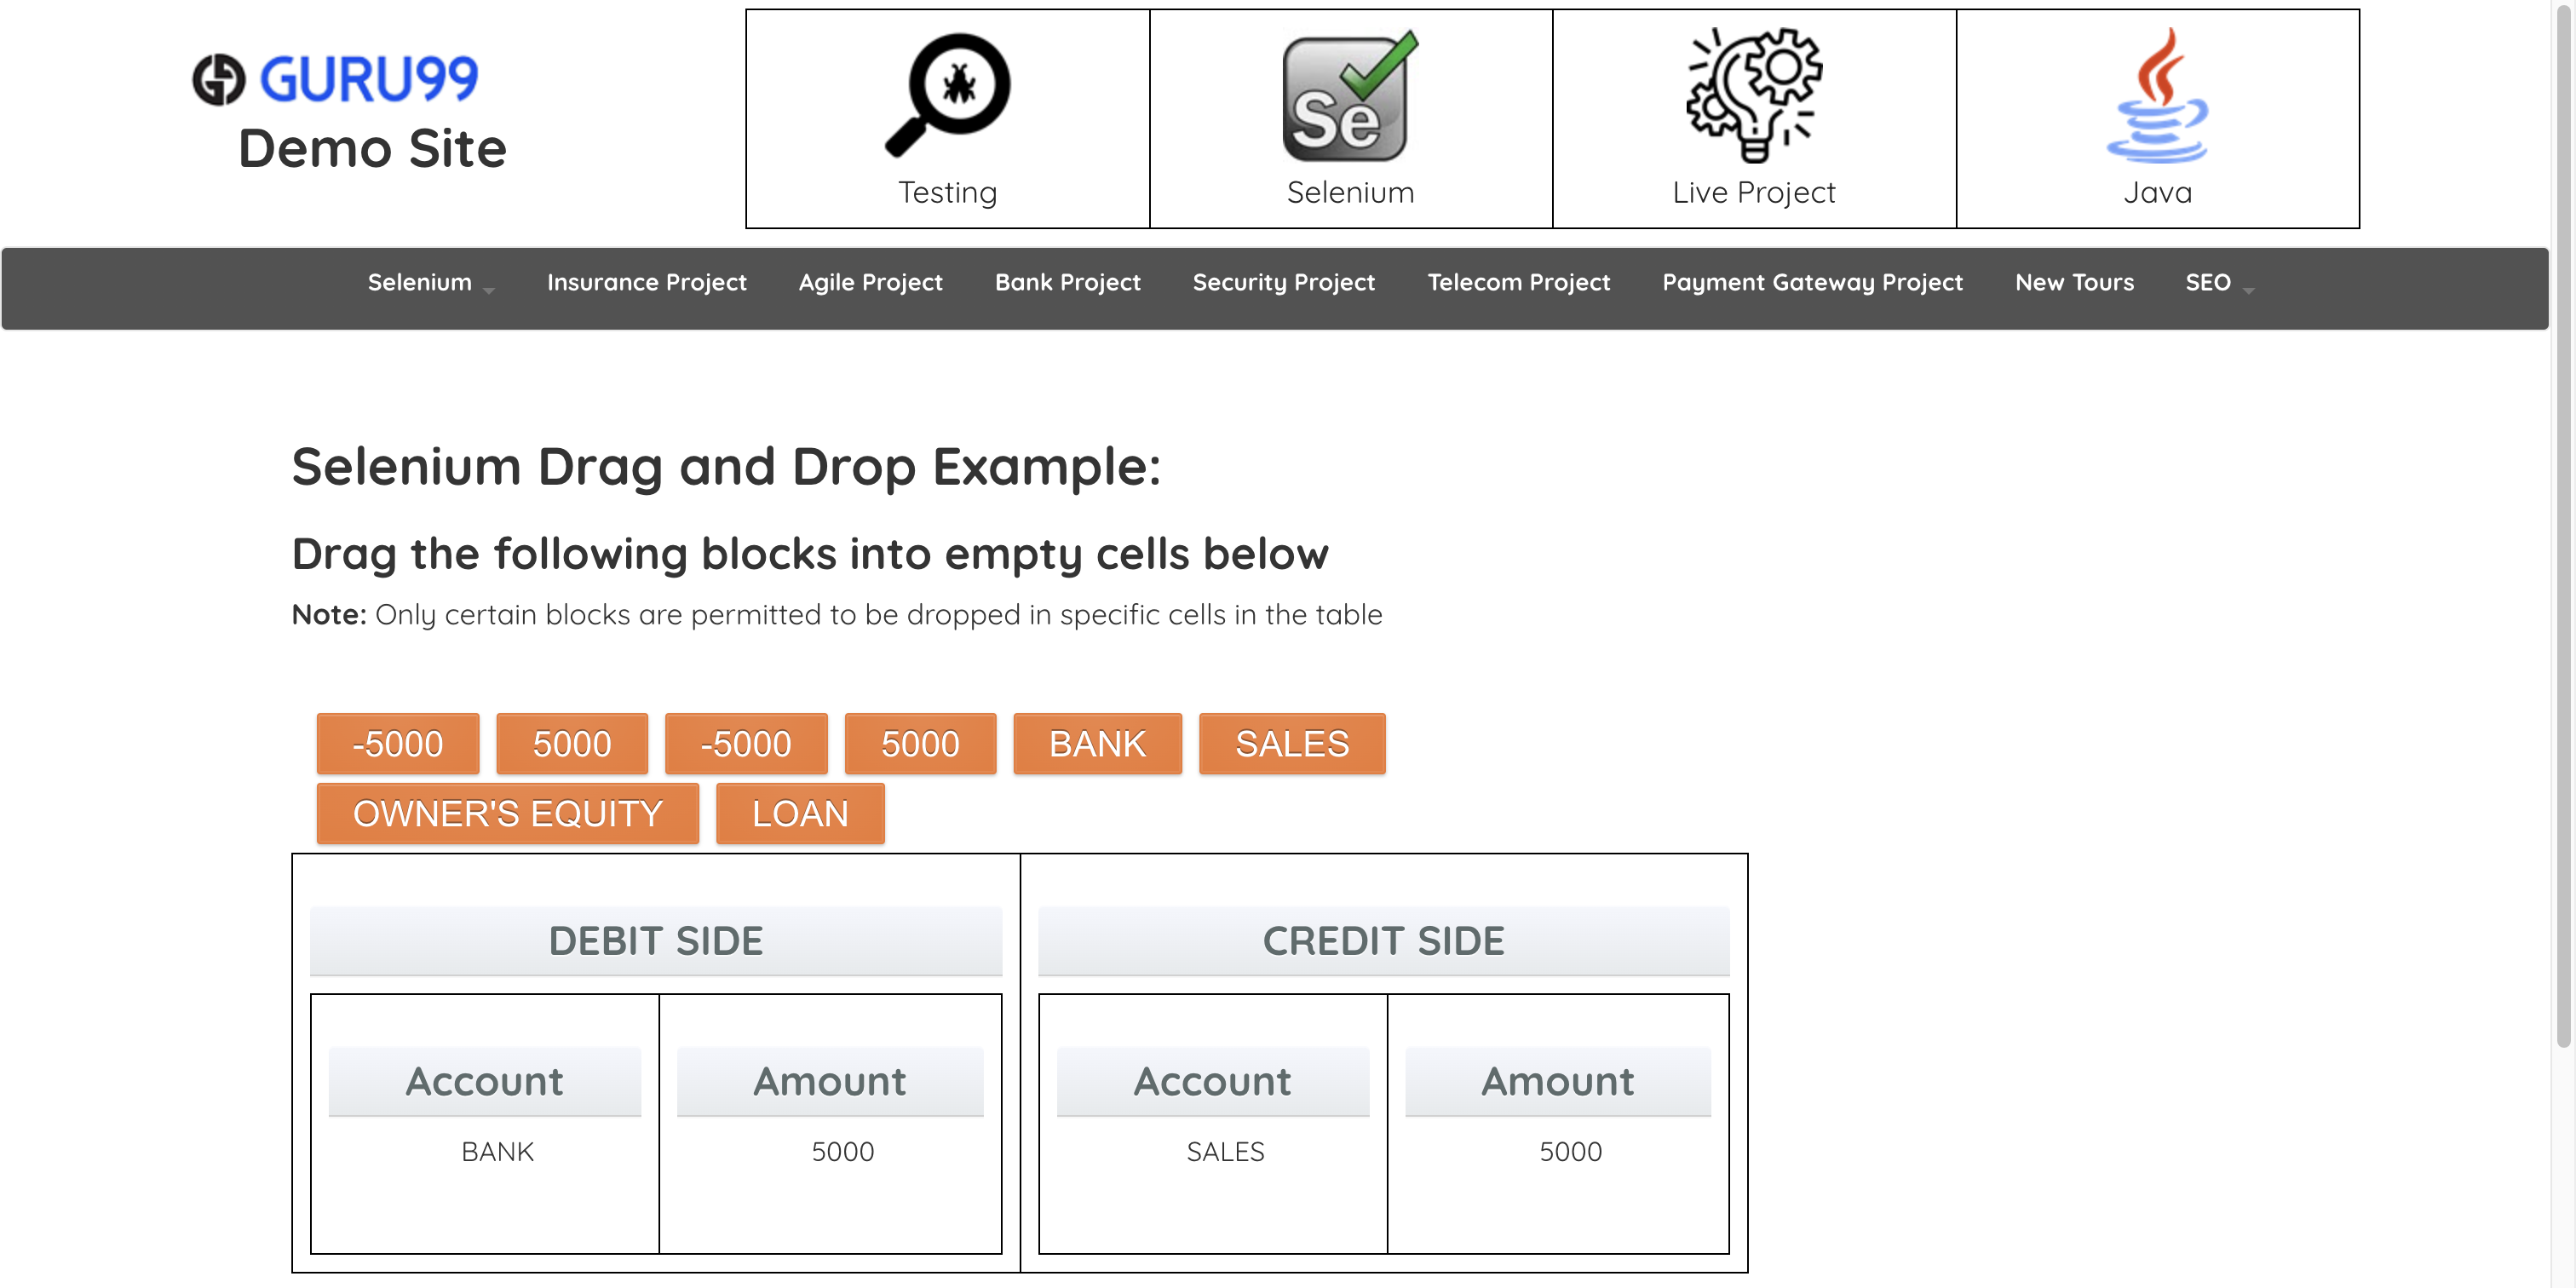 GURU99
Demo Site
Testing
Se
Selenium
Live Project
Java
Selenium Insurance Project Agile Project Bank Project Security Project Telecom Project Payment Gateway Project New Tours SEO
Selenium Drag and Drop Example:
Drag the following blocks into empty cells below
Note: Only certain blocks are permitted to be dropped in specific cells in the table
-5000 5000 -5000 5000 BANK SALES
OWNER'S EQUITY LOAN
DEBIT SIDE CREDIT SIDE
Account Amount Account Amount
BANK 5000 SALES 5000